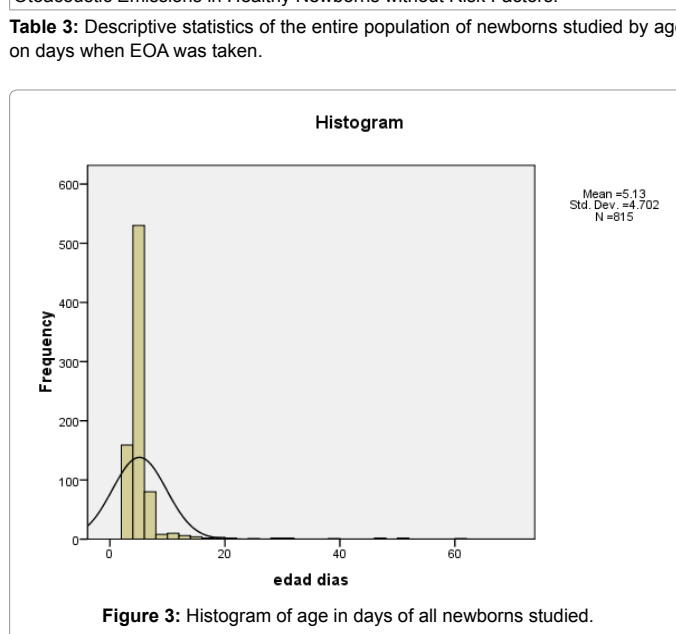 Otoacoustic Emissions in Healthy Newborns without Risk Factors.
Table 3: Descriptive statistics of the entire population of newborns studied by age
on days when EOA was taken.
Histogram
Mean =5.13
Std. Dev. =4.702
N =815
600
500
400
300
200
100
0
Frequency
0 20 40 60
edad dias
Figure 3: Histogram of age in days of all newborns studied.